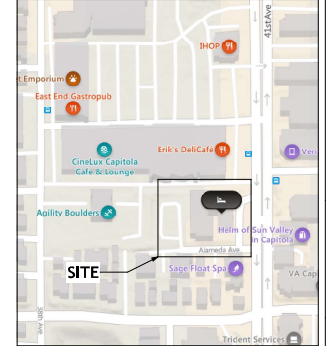 41st Ave
IHOP
t Emporium
East End Gastropub
CineLux Capitola
Cafe & Lounge
Erik's DeliCafé
Veri
Agility Boulders
Helm of Sun Valley
in Capitola
Alameda Ave
SITE
Sage Float Spa
VA Cap
38th Ave
Trident Services